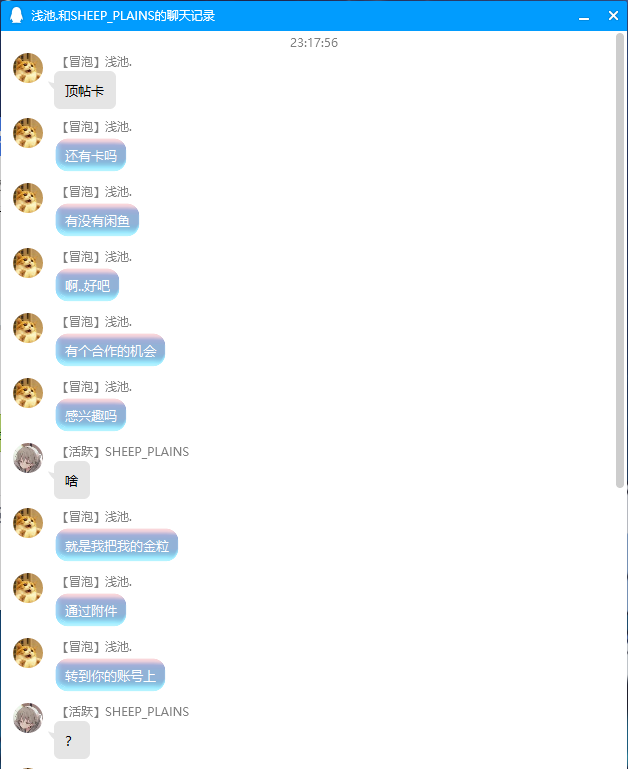 浅池.和SHEEP_PLAINS的聊天记录
23:17:56
【冒泡】浅池.
顶帖卡
【冒泡】浅池.
还有卡吗
【冒泡】浅池.
有没有闲鱼
【冒泡】浅池.
啊..好吧
【冒泡】浅池.
有个合作的机会
【冒泡】浅池.
感兴趣吗
【活跃】SHEEP_PLAINS
啥
【冒泡】浅池.
就是我把我的金粒
【冒泡】浅池.
通过附件
【冒泡】浅池.
转到你的账号上
【活跃】SHEEP_PLAINS
？